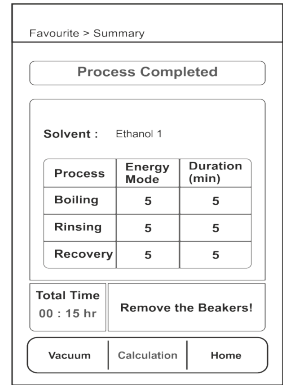 Favourite > Summary
Process Completed
Solvent : Ethanol 1
Process Energy Mode Duration (min)
Boiling 5 5
Rinsing 5 5
Recovery 5 5
Total Time
00 : 15 hr
Remove the Beakers!
Vacuum Calculation Home